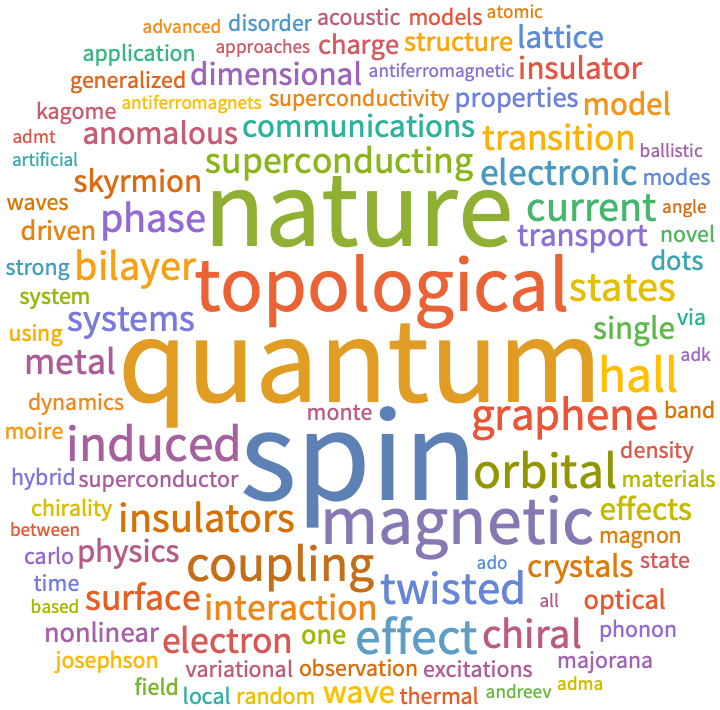 advanced disorder acoustic models atomic
application approaches charge structure lattice
generalized dimensional antiferromagnetic insulator
kagome antiferromagnets superconductivity properties model
admt anomalous communications transition ballistic
artificial skyrmion superconducting electronic modes
waves phase nature current angle
driven transport novel
strong bilayer topological states dots
system systems single via
using metal quantum hall adk
dynamics monte graphene band
moire induced spin orbital density
hybrid superconductor materials
chirality insulators magnetic effects
between magnon
carlo physics coupling ado crystals state
time twisted
based surface interaction all optical
nonlinear electron one effect chiral phonon
josephson variational observation excitations majorana
field local random wave thermal andreev adma